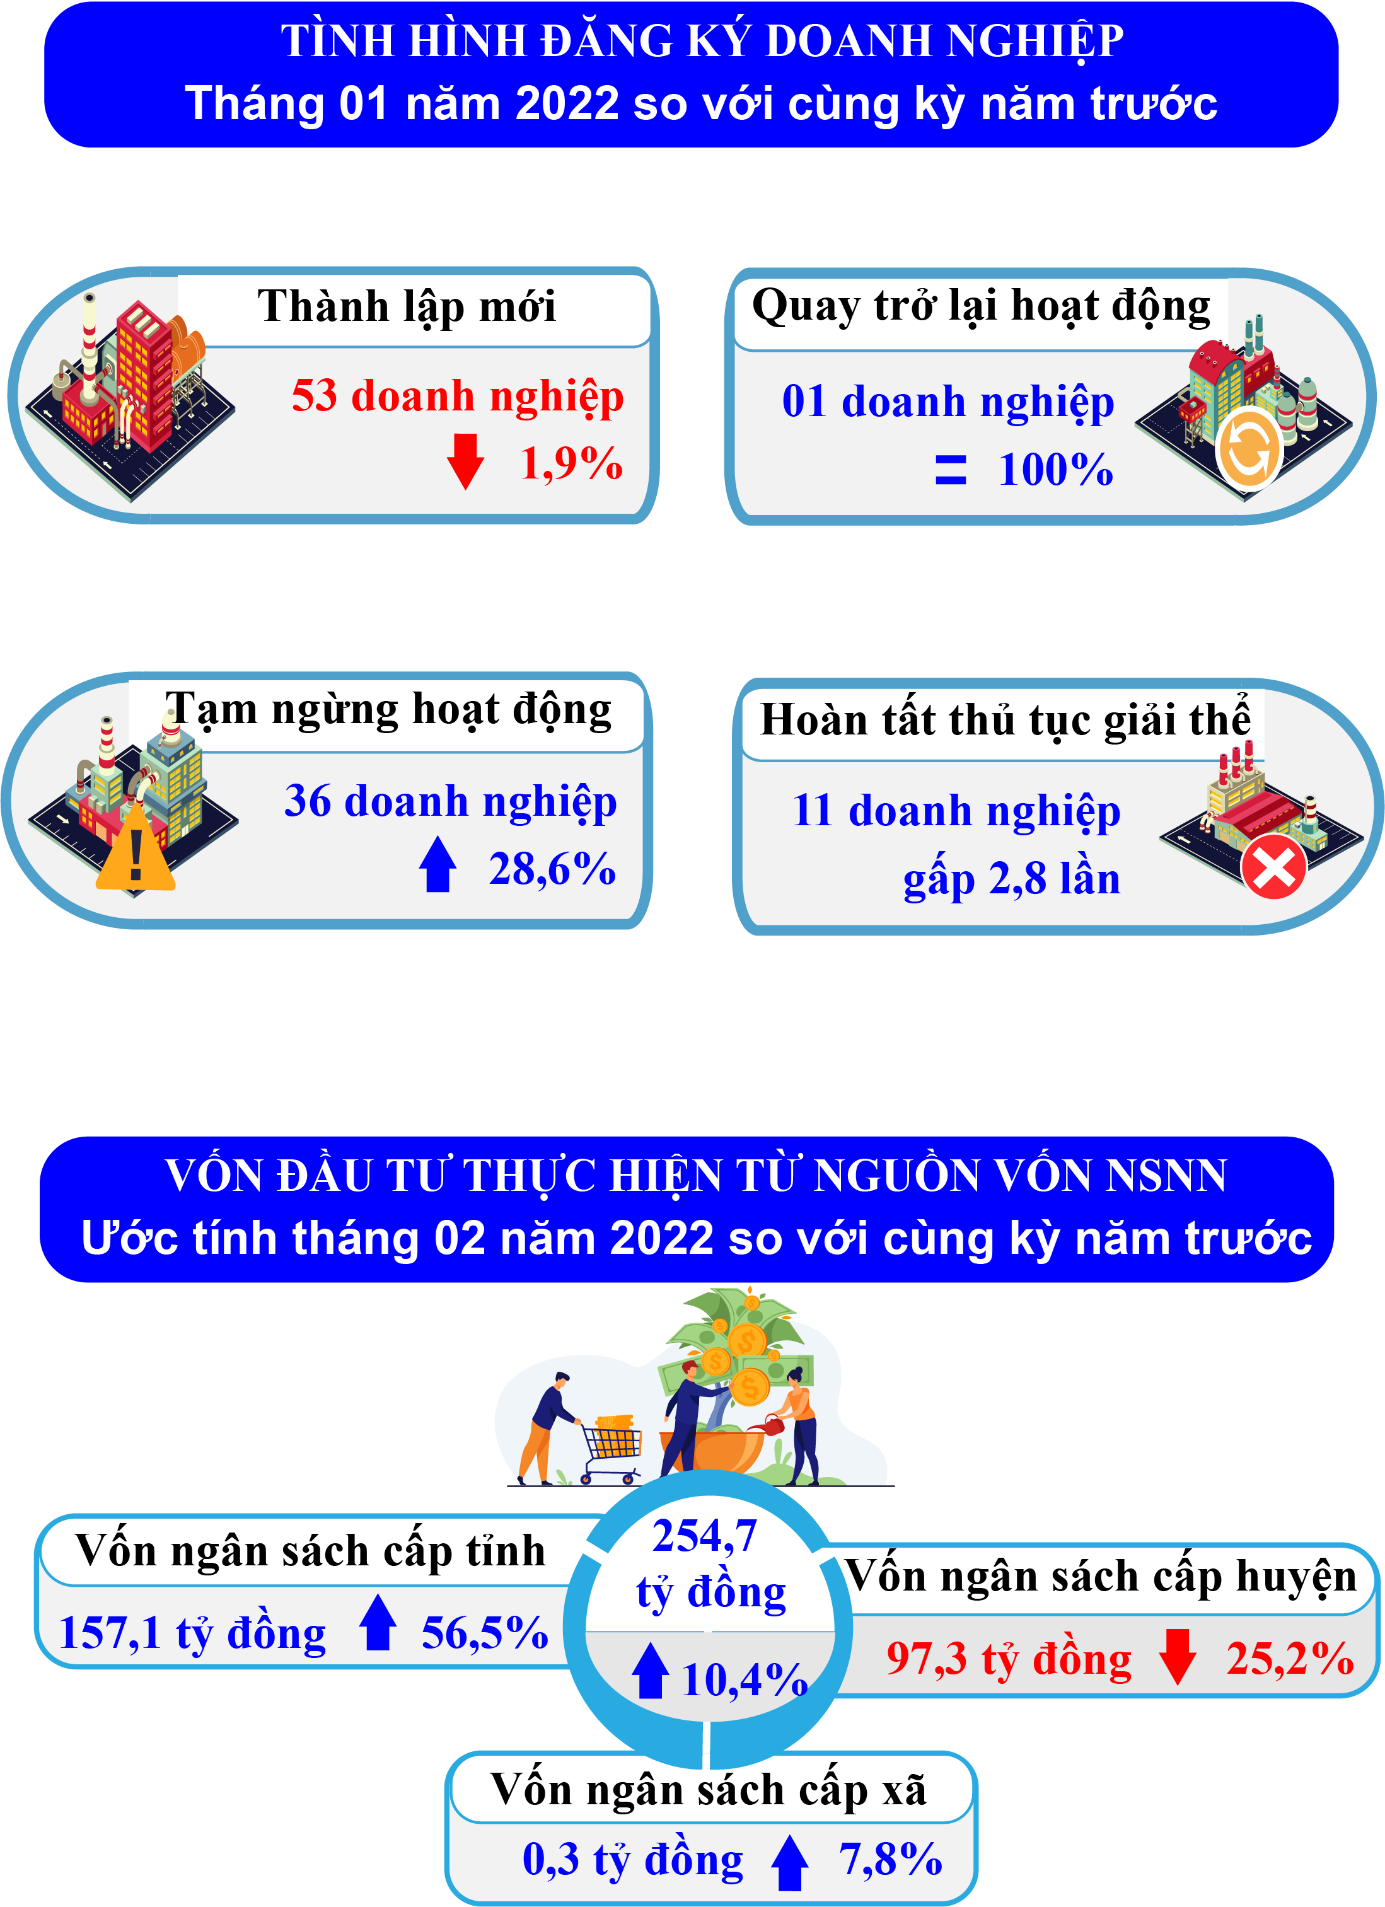 TÌNH HÌNH ĐĂNG KÝ DOANH NGHIỆP
Tháng 01 năm 2022 so với cùng kỳ năm trước
Thành lập mới
53 doanh nghiệp
1,9%
Quay trở lại hoạt động
01 doanh nghiệp
= 100%
Tạm ngừng hoạt động
36 doanh nghiệp
28,6%
Hoàn tất thủ tục giải thể
11 doanh nghiệp
gấp 2,8 lần
VỐN ĐẦU TƯ THỰC HIỆN TỪ NGUỒN VỐN NSNN
Ước tính tháng 02 năm 2022 so với cùng kỳ năm trước
254,7
tỷ đồng
10,4%
Vốn ngân sách cấp tỉnh
157,1 tỷ đồng 56,5%
Vốn ngân sách cấp huyện
97,3 tỷ đồng 25,2%
Vốn ngân sách cấp xã
0,3 tỷ đồng 7,8%